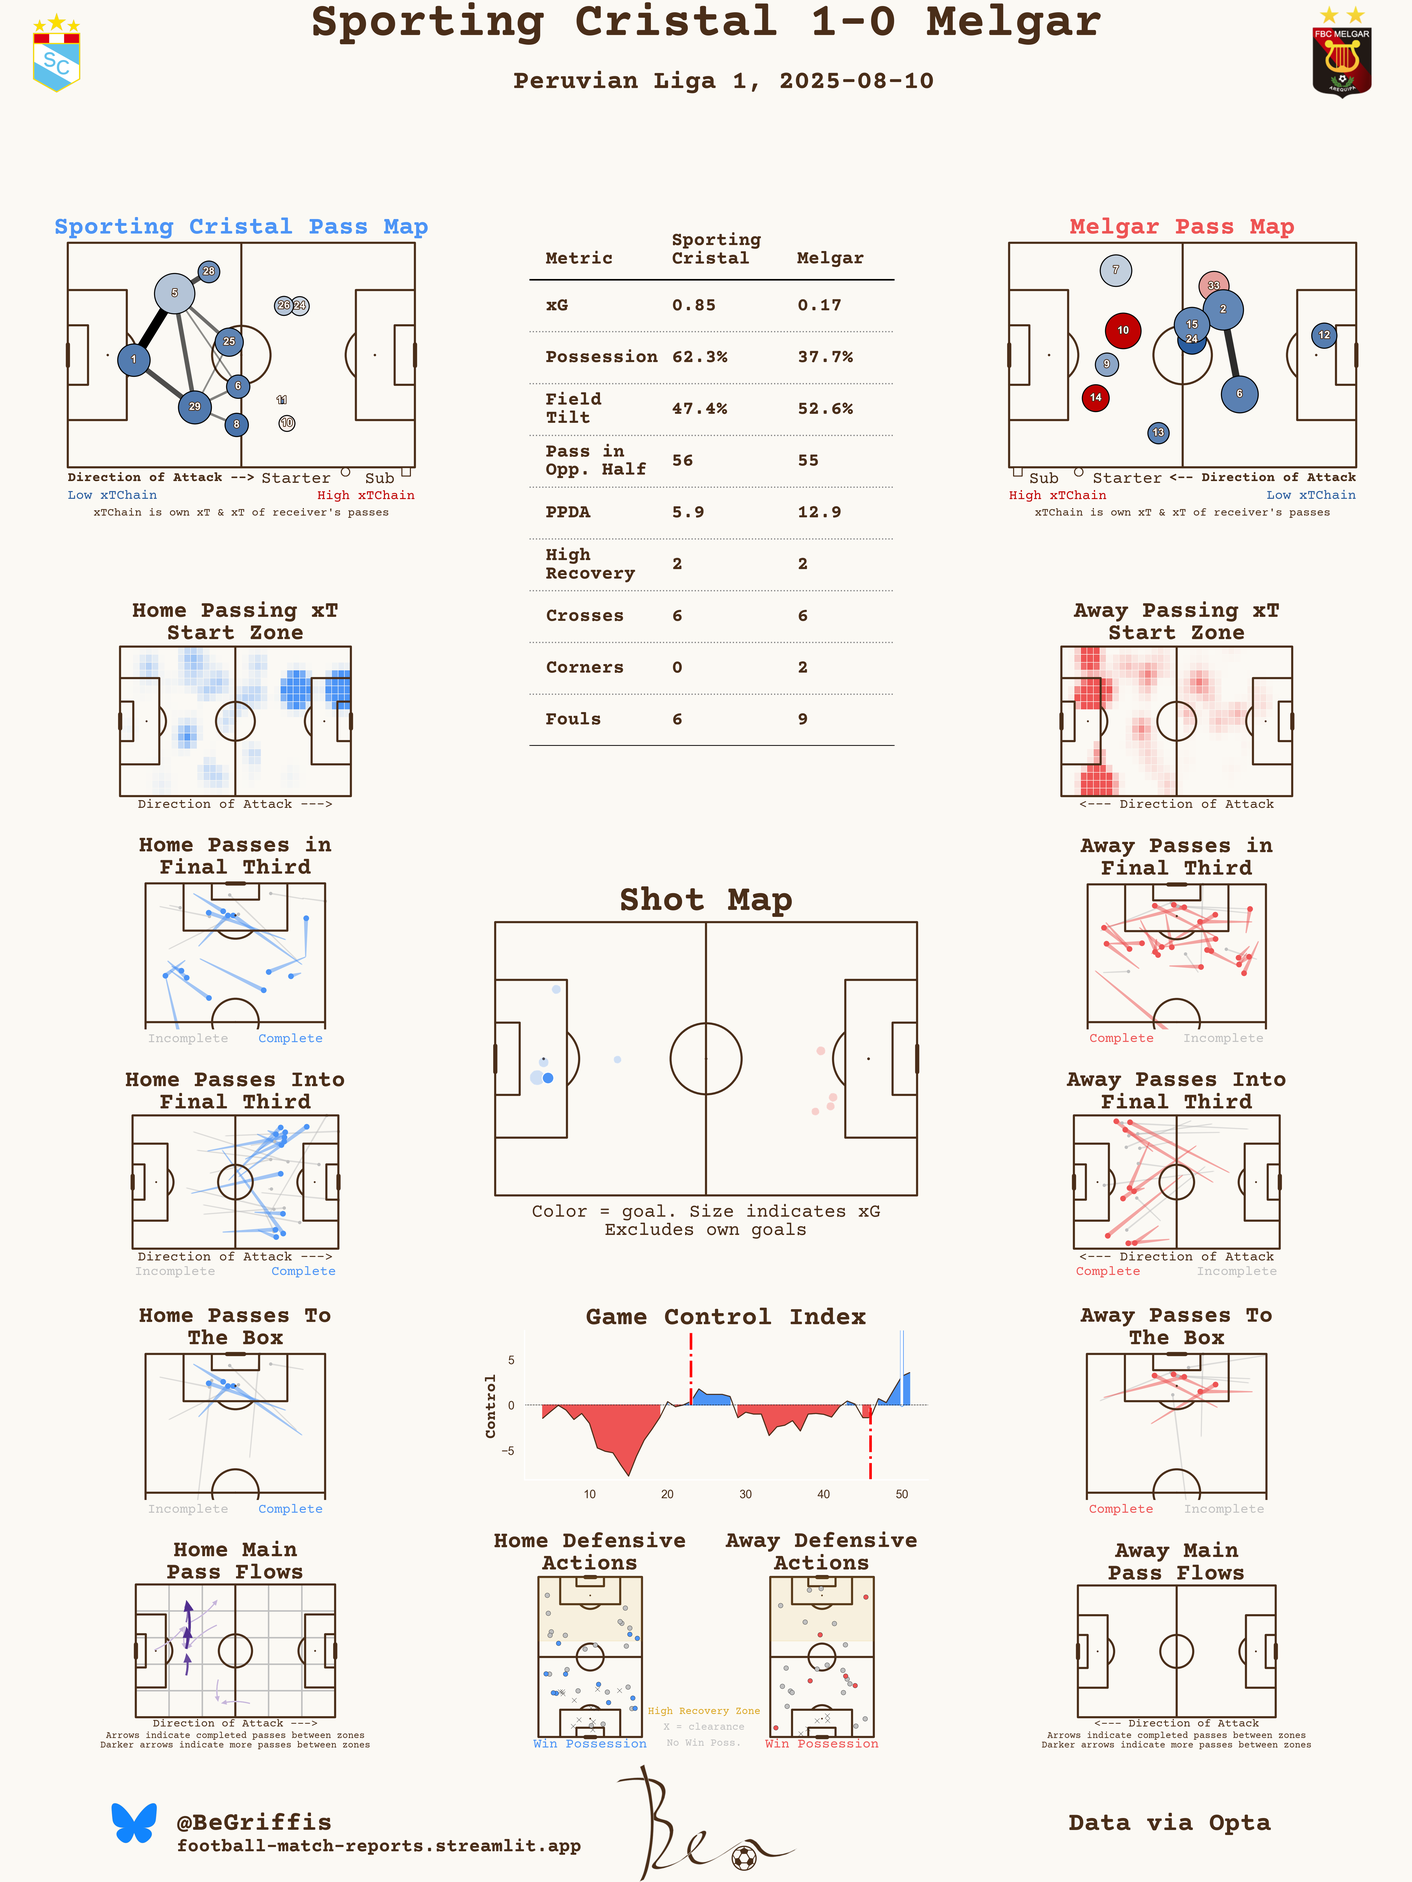 Sporting Cristal 1-0 Melgar
Peruvian Liga 1, 2025-08-10
SC
FBC MELGAR
AREQUIPA
Sporting Cristal Pass Map
28
5
26
24
25
1
6
11
29
8
10
Direction of Attack --> Starter Sub
Low xTChain High xTChain
xTChain is own xT & xT of receiver's passes
Metric Sporting Cristal Melgar
xG 0.85 0.17
Possession 62.3% 37.7%
Field Tilt 47.4% 52.6%
Pass in Opp. Half 56 55
PPDA 5.9 12.9
High Recovery 2 2
Crosses 6 6
Corners 0 2
Fouls 6 9
Melgar Pass Map
7
33
2
15
10
24
12
9
14
6
13
Sub Starter <-- Direction of Attack
High xTChain Low xTChain
xTChain is own xT & xT of receiver's passes
Home Passing xT
Start Zone
Direction of Attack --->
Away Passing xT
Start Zone
<--- Direction of Attack
Home Passes in
Final Third
Incomplete Complete
Away Passes in
Final Third
Complete Incomplete
Shot Map
Color = goal. Size indicates xG
Excludes own goals
Home Passes Into
Final Third
Direction of Attack --->
Incomplete Complete
Away Passes Into
Final Third
<--- Direction of Attack
Complete Incomplete
Home Passes To
The Box
Incomplete Complete
Game Control Index
Control
5
0
−5
10 20 30 40 50
Away Passes To
The Box
Complete Incomplete
Home Main
Pass Flows
Direction of Attack --->
Arrows indicate completed passes between zones
Darker arrows indicate more passes between zones
Home Defensive
Actions
Win Possession
High Recovery Zone
X = clearance
No Win Poss.
Away Defensive
Actions
Win Possession
Away Main
Pass Flows
<--- Direction of Attack
Arrows indicate completed passes between zones
Darker arrows indicate more passes between zones
@BeGriffis
football-match-reports.streamlit.app
Ben
Data via Opta